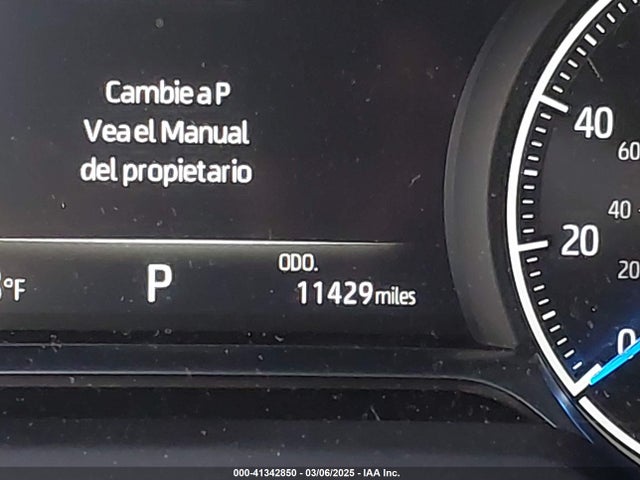 Cambie a P
Vea el Manual
del propietario
°F
P
ODO.
11429 miles
40
60
40
20
20
0
000-41342850 - 03/06/2025 - IAA Inc.